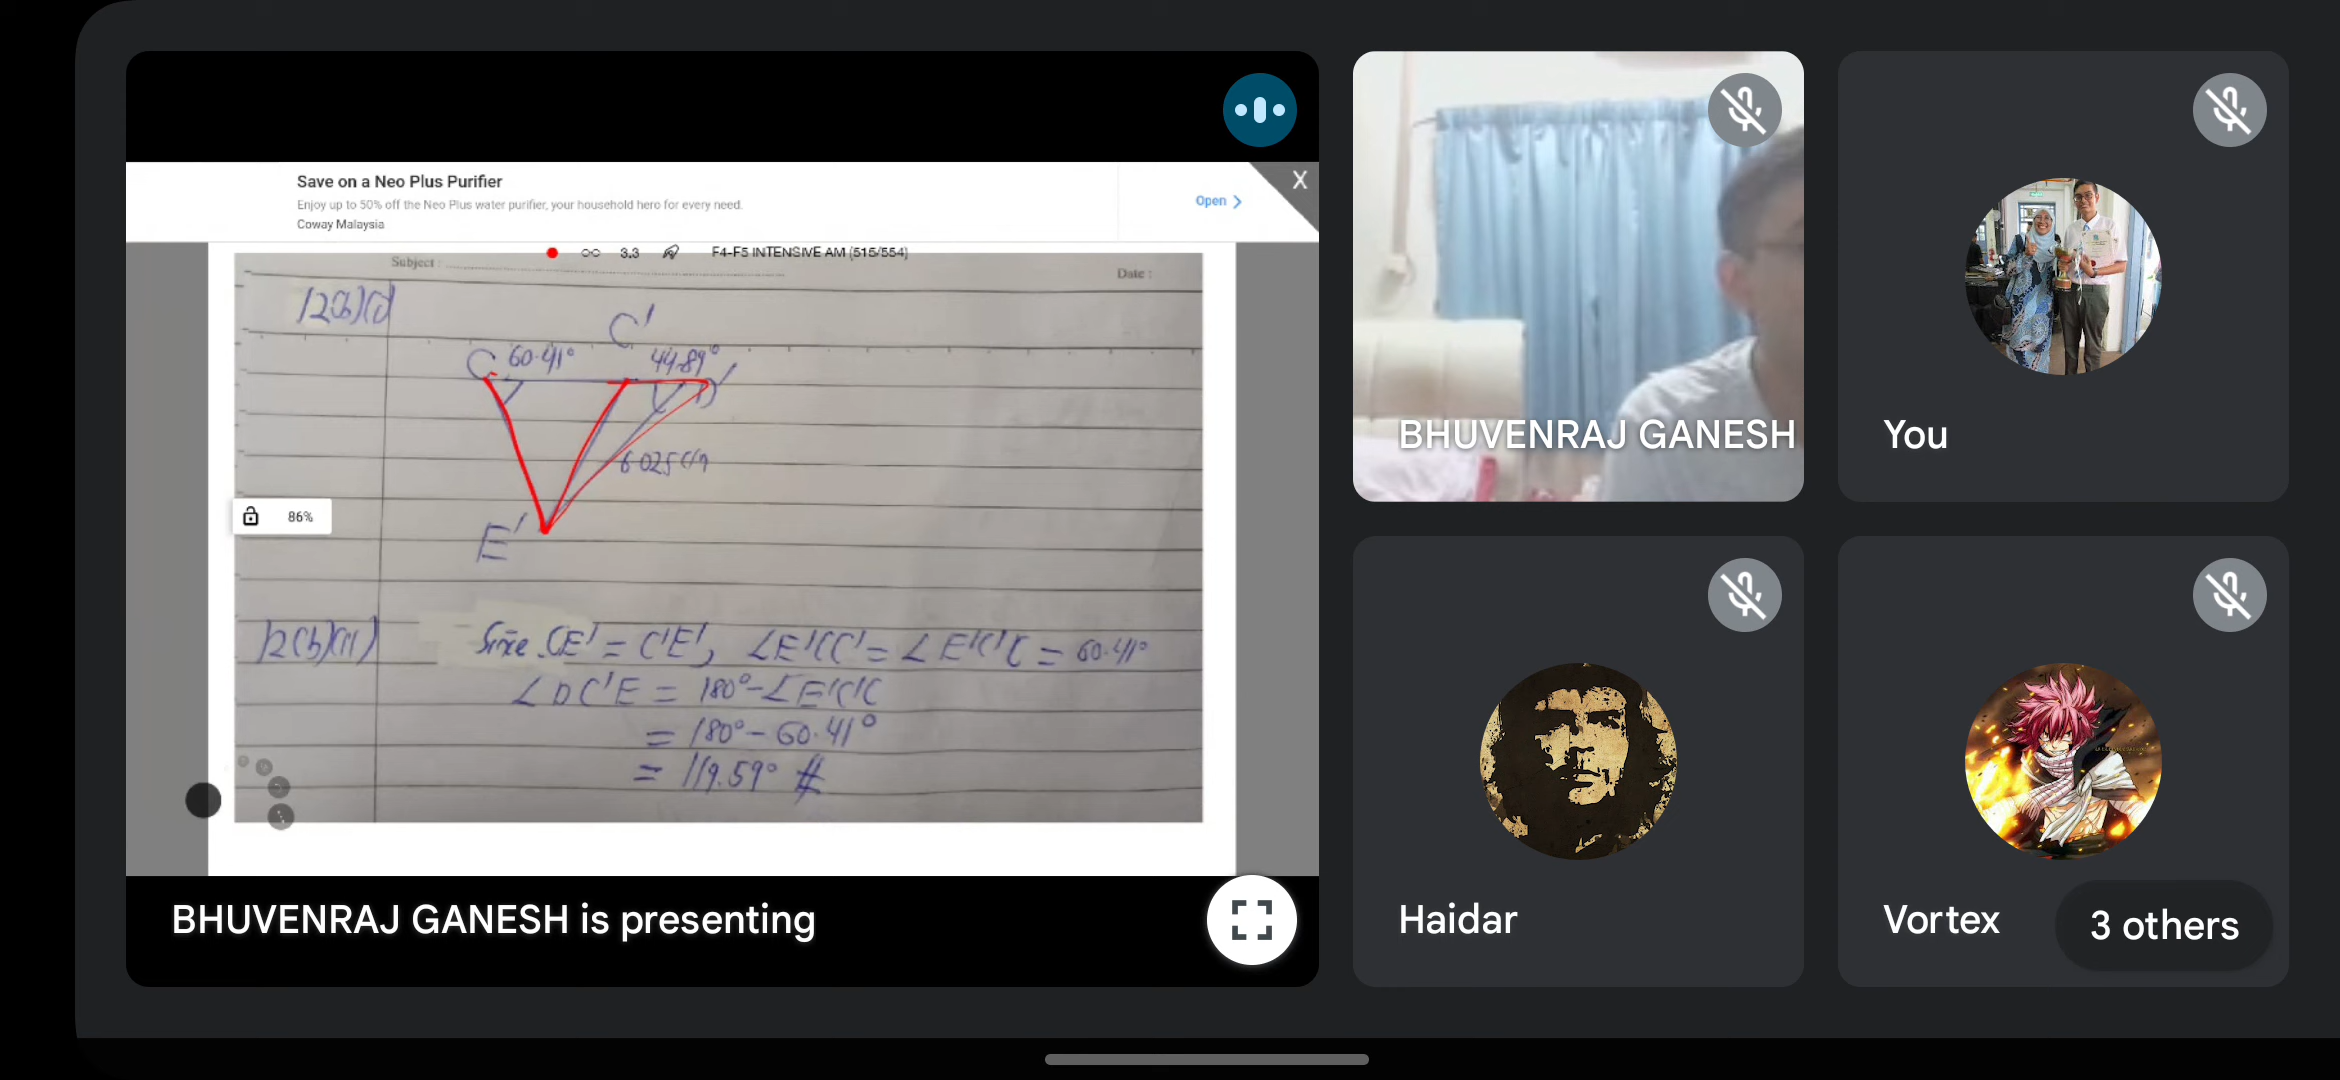 Save on a Neo Plus Purifier
Enjoy up to 50% off the Neo Plus water purifier, your household hero for every need.
Coway Malaysia
Open
X
3.3 F4-F5 INTENSIVE AM (515/554)
Subject :
Date :
12(b)(i)
C'
C 60.41° 44.89° D'
6.025 cm
E'
86%
12(b)(ii) Since CE' = C'E', ∠E'CC' = ∠E'C'C = 60.41°
∠DC'E = 180° - ∠E'C'C
= 180° - 60.41°
= 119.59° #
BHUVENRAJ GANESH is presenting
BHUVENRAJ GANESH
You
Haidar
Vortex
3 others